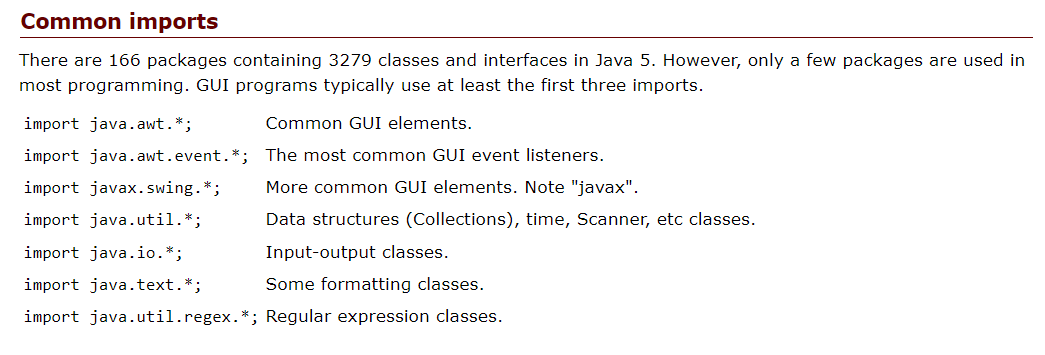 Common imports
There are 166 packages containing 3279 classes and interfaces in Java 5. However, only a few packages are used in
most programming. GUI programs typically use at least the first three imports.
import java.awt.*; Common GUI elements.
import java.awt.event.*; The most common GUI event listeners.
import javax.swing.*; More common GUI elements. Note "javax".
import java.util.*; Data structures (Collections), time, Scanner, etc classes.
import java.io.*; Input-output classes.
import java.text.*; Some formatting classes.
import java.util.regex.*; Regular expression classes.